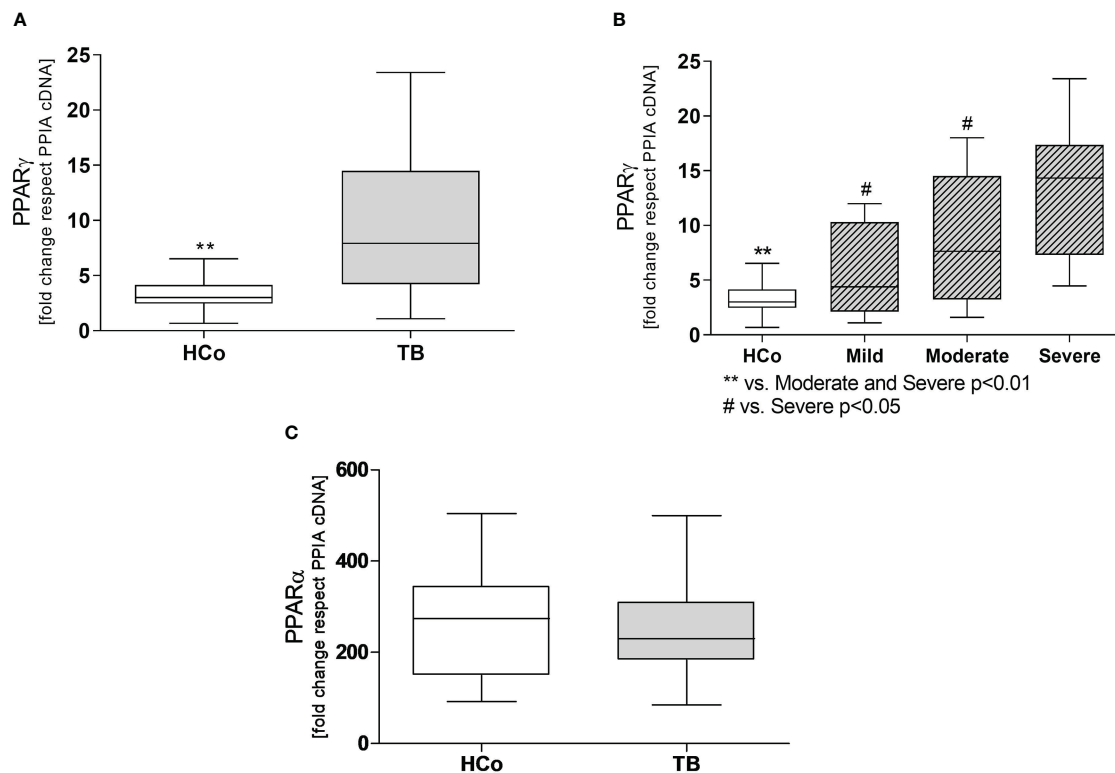 A
PPARγ
[fold change respect PPIA cDNA]
25
20
15
10
5
0
**
HCo
TB
B
PPARγ
[fold change respect PPIA cDNA]
25
20
15
10
5
0
**
#
#
HCo
Mild
Moderate
Severe
** vs. Moderate and Severe p<0.01
# vs. Severe p<0.05
C
PPARα
[fold change respect PPIA cDNA]
600
400
200
0
HCo
TB